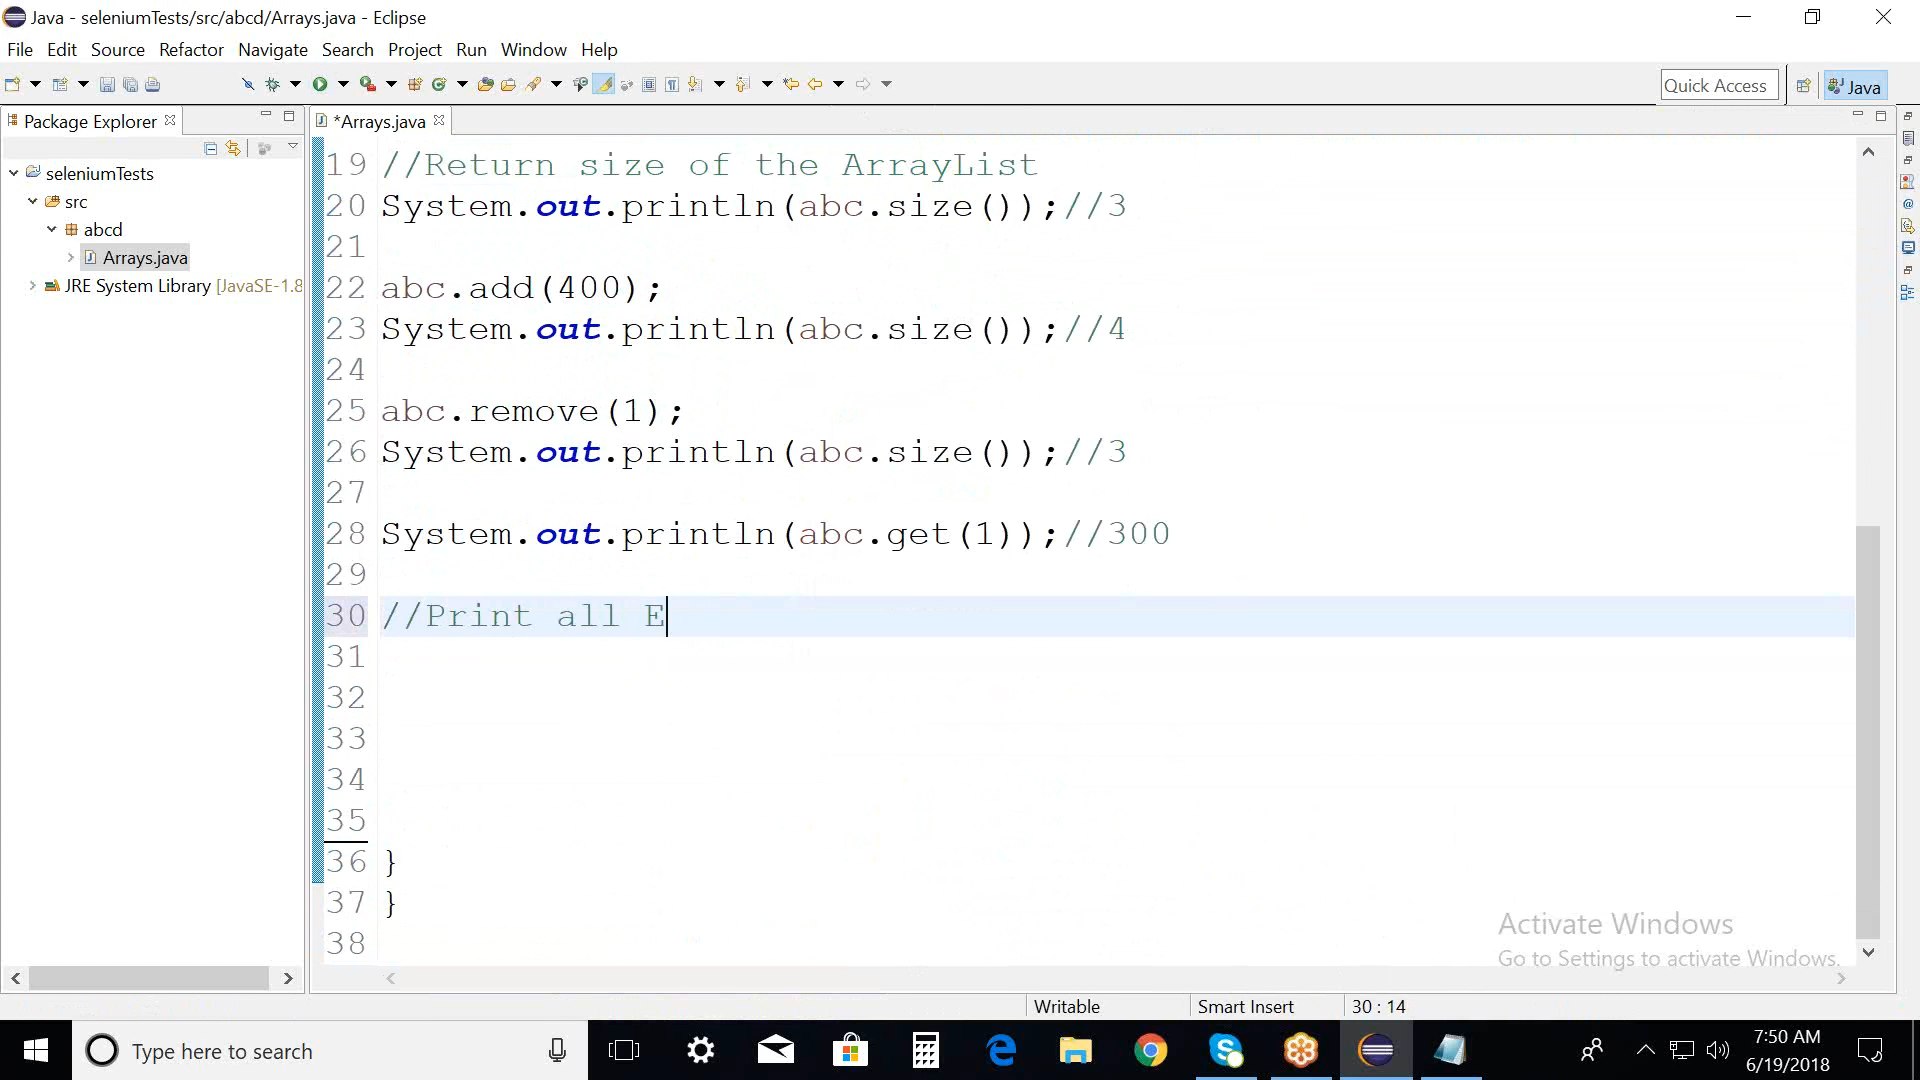 Java - seleniumTests/src/abcd/Arrays.java - Eclipse
File Edit Source Refactor Navigate Search Project Run Window Help
Quick Access
Java
Package Explorer
*Arrays.java
seleniumTests
src
abcd
Arrays.java
JRE System Library [JavaSE-1.8
19 //Return size of the ArrayList
20 System.out.println(abc.size());//3
21
22 abc.add(400);
23 System.out.println(abc.size());//4
24
25 abc.remove(1);
26 System.out.println(abc.size());//3
27
28 System.out.println(abc.get(1));//300
29
30 //Print all E
31
32
33
34
35
36 }
37 }
38
Activate Windows
Go to Settings to activate Windows.
Writable
Smart Insert
30 : 14
Type here to search
7:50 AM
6/19/2018